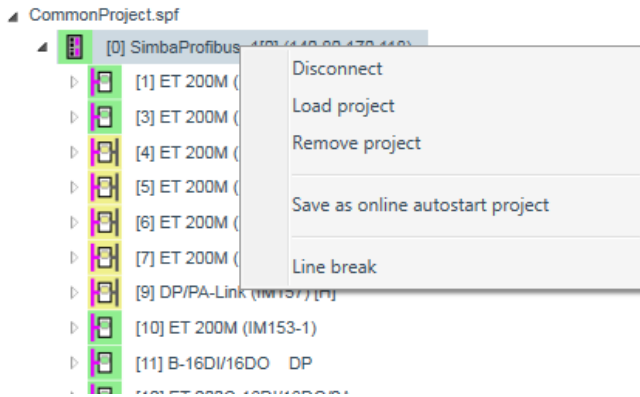 CommonProject.spf
[0] SimbaProfibus
Disconnect
[1] ET 200M (
Load project
[3] ET 200M (
Remove project
[4] ET 200M (
[5] ET 200M (
Save as online autostart project
[6] ET 200M (
[7] ET 200M (
Line break
[9] DP/PA-Link (IM157) [H]
[10] ET 200M (IM153-1)
[11] B-16DI/16DO DP